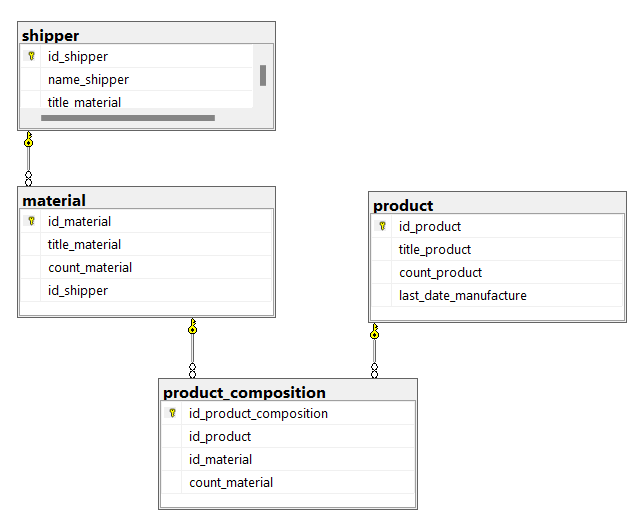 shipper
id_shipper
name_shipper
title_material
material
id_material
title_material
count_material
id_shipper
product
id_product
title_product
count_product
last_date_manufacture
product_composition
id_product_composition
id_product
id_material
count_material